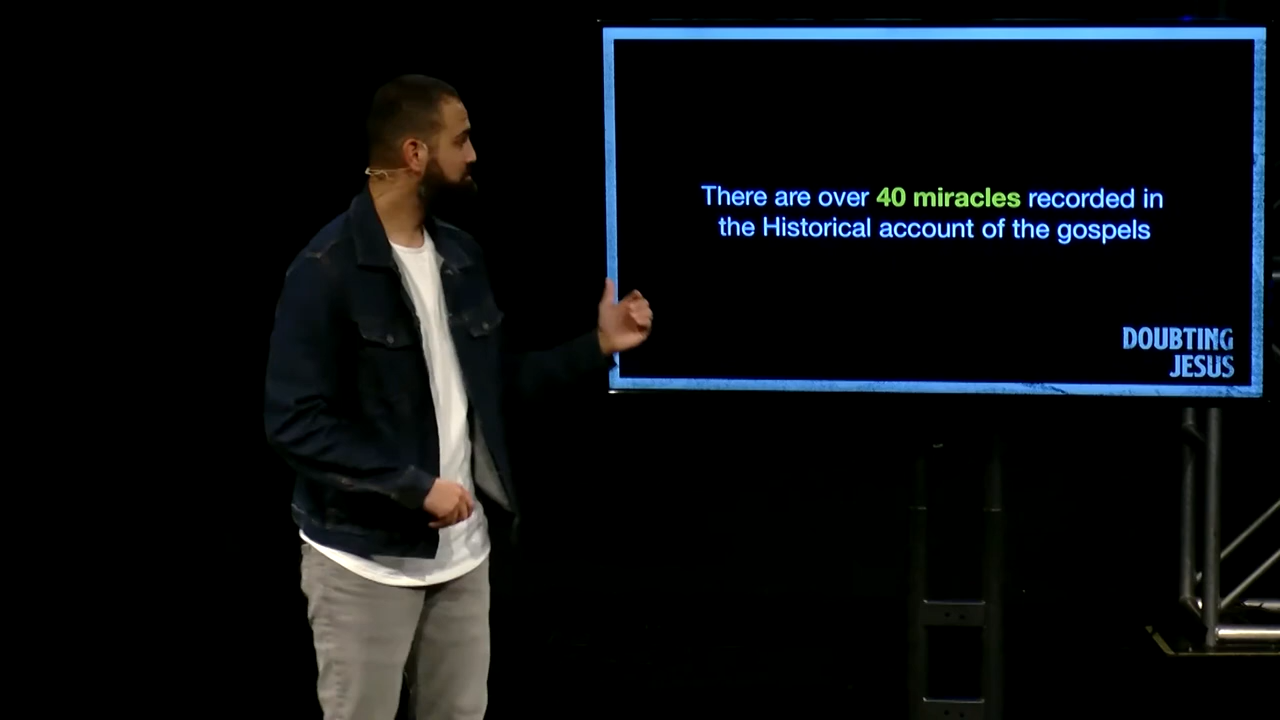 There are over 40 miracles recorded in
the Historical account of the gospels
DOUBTING
JESUS